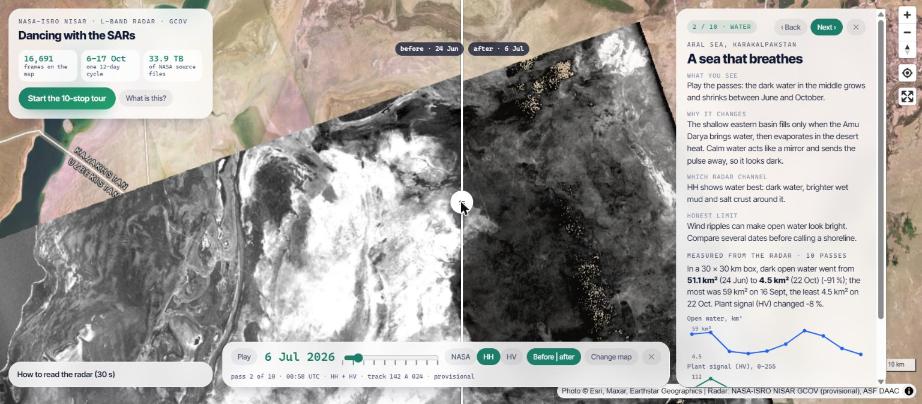 NASA-ISRO NISAR · L-BAND RADAR · GCOV
Dancing with the SARs
16,691
frames on the map
6–17 Oct
one 12-day cycle
33.9 TB
of NASA source files
Start the 10-stop tour
What is this?
KAZAKHSTAN
UZBEKISTAN
before · 24 Jun
after · 6 Jul
2 / 10 · WATER
‹ Back
Next ›
×
ARAL SEA, KARAKALPAKSTAN
A sea that breathes
WHAT YOU SEE
Play the passes: the dark water in the middle grows
and shrinks between June and October.
WHY IT CHANGES
The shallow eastern basin fills only when the Amu
Darya brings water, then evaporates in the desert
heat. Calm water acts like a mirror and sends the
pulse away, so it looks dark.
WHICH RADAR CHANNEL
HH shows water best: dark water, brighter wet
mud and salt crust around it.
HONEST LIMIT
Wind ripples can make open water look bright.
Compare several dates before calling a shoreline.
MEASURED FROM THE RADAR · 10 PASSES
In a 30 × 30 km box, dark open water went from
51.1 km² (24 Jun) to 4.5 km² (22 Oct) (-91 %); the
most was 59 km² on 16 Sept, the least 4.5 km² on
22 Oct. Plant signal (HV) changed -8 %.
Open water, km²
59 km²
4.5
Plant signal (HV), 0–255
112
How to read the radar (30 s)
Play
6 Jul 2026
NASA
HH
HV
Before | after
Change map
×
pass 2 of 10 · 00:58 UTC · HH + HV · track 142 A 024 · provisional
10 km
Photo © Esri, Maxar, Earthstar Geographics | Radar: NASA-ISRO NISAR GCOV (provisional), ASF DAAC